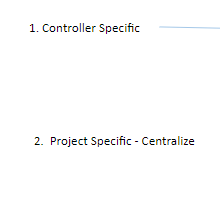 1. Controller Specific
2. Project Specific - Centralize